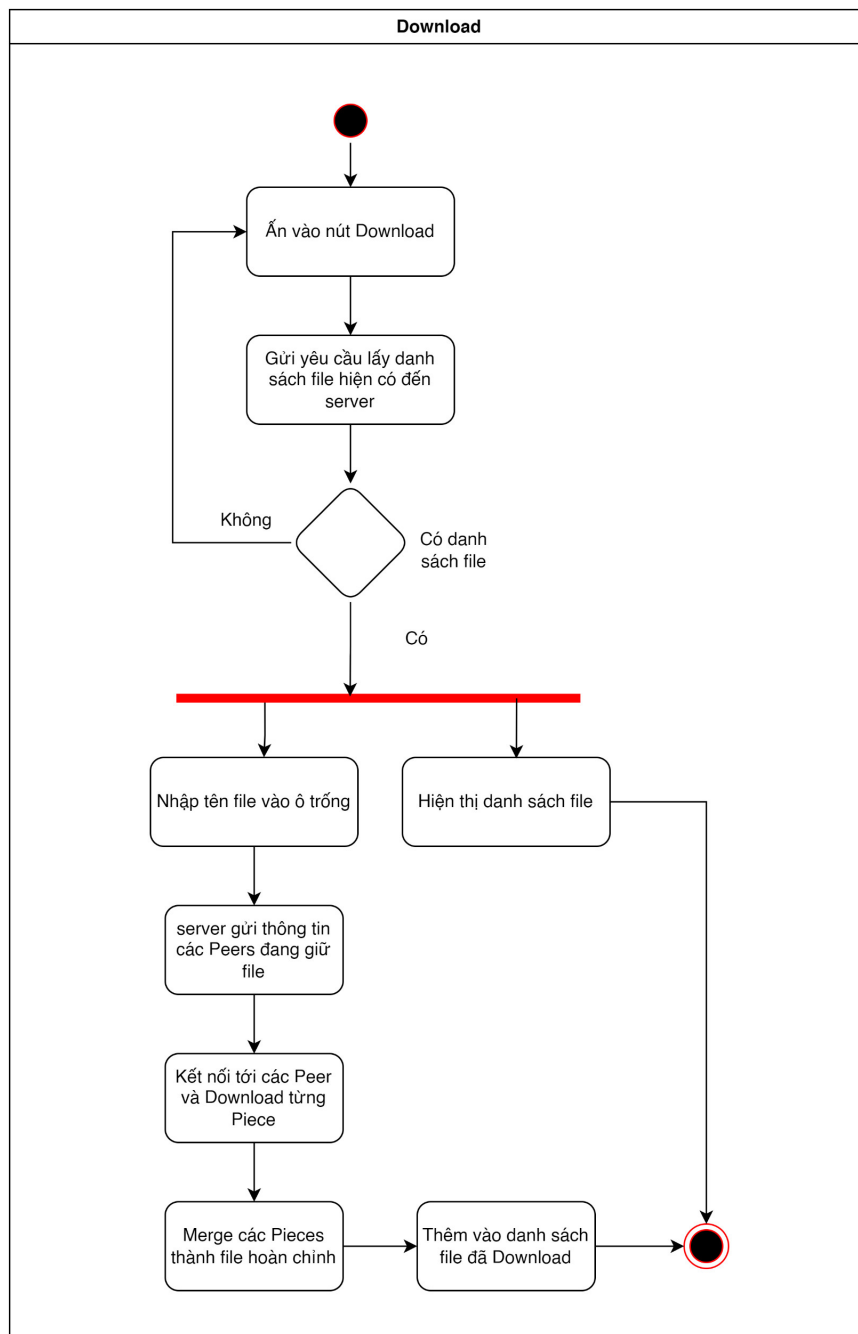 Download
Ấn vào nút Download
Gửi yêu cầu lấy danh
sách file hiện có đến
server
Không
Có danh
sách file
Có
Nhập tên file vào ô trống
Hiện thị danh sách file
server gửi thông tin
các Peers đang giữ
file
Kết nối tới các Peer
và Download từng
Piece
Merge các Pieces
thành file hoàn chỉnh
Thêm vào danh sách
file đã Download